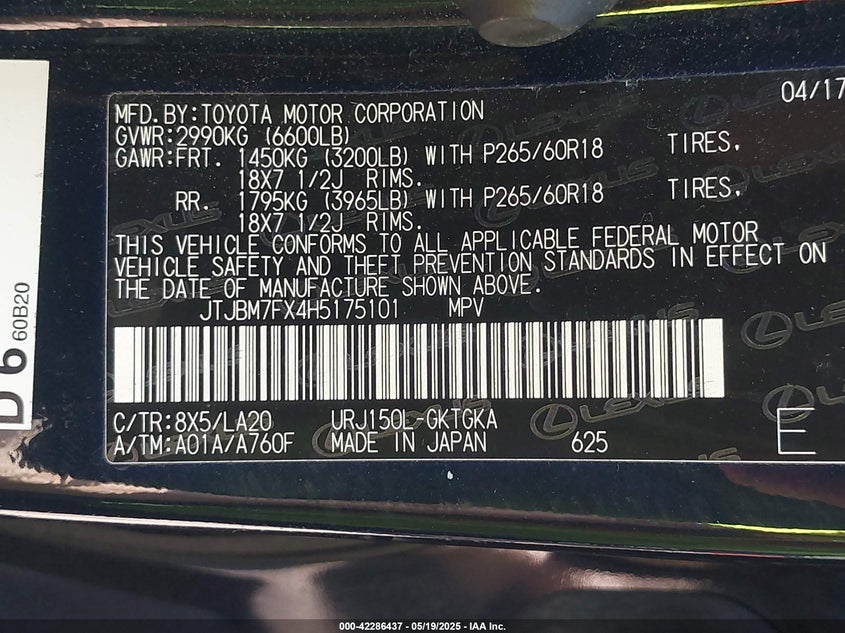 04/17
MFD.BY:TOYOTA MOTOR CORPORATION
GVWR:2990KG (6600LB)
GAWR:FRT. 1450KG (3200LB) WITH P265/60R18 TIRES,
18X7 1/2J RIMS.
RR. 1795KG (3965LB) WITH P265/60R18 TIRES,
18X7 1/2J RIMS.
THIS VEHICLE CONFORMS TO ALL APPLICABLE FEDERAL MOTOR
VEHICLE SAFETY AND THEFT PREVENTION STANDARDS IN EFFECT ON
THE DATE OF MANUFACTURE SHOWN ABOVE.
JTJBM7FX4H5175101 MPV
C/TR:8X5/LA20 URJ150L-GKTGKA
A/TM:A01A/A760F MADE IN JAPAN 625
E
D 6
60B20
LEXUS
000-42286437 - 05/19/2025 - IAA Inc.